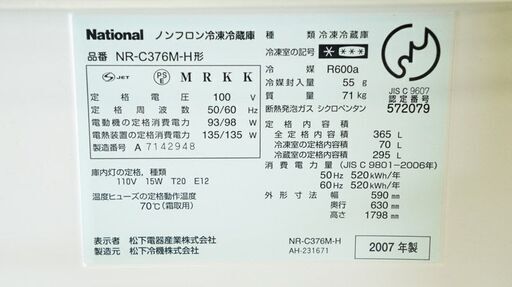 National ノンフロン冷凍冷蔵庫
品番 NR-C376M-H形
S JET PSE MRKK
定格電圧 100 V
定格周波数 50/60 Hz
電動機の定格消費電力 93/98 W
電熱装置の定格消費電力 135/135 W
製造番号 A 7142948
庫内灯の定格，種類
110V 15W T20 E12
温度ヒューズの定格動作温度
70℃(霜取用)
表示者 松下電器産業株式会社
製造元 松下冷機株式会社
種類 冷凍冷蔵庫
冷凍室の記号
冷媒 R600a
冷媒封入量 55 g
質量 71 kg
断熱発泡ガス シクロペンタン
JIS C 9607
認定番号
572079
定格内容積
全定格内容積 365 L
冷凍室の定格内容積 70 L
冷蔵室の定格内容積 295 L
消費電力量(JIS C 9801-2006年)
50Hz 520kWh/年
60Hz 520kWh/年
外形寸法 幅 590 mm
奥行 630 mm
高さ 1798 mm
NR-C376M-H
AH-231671
2007年製